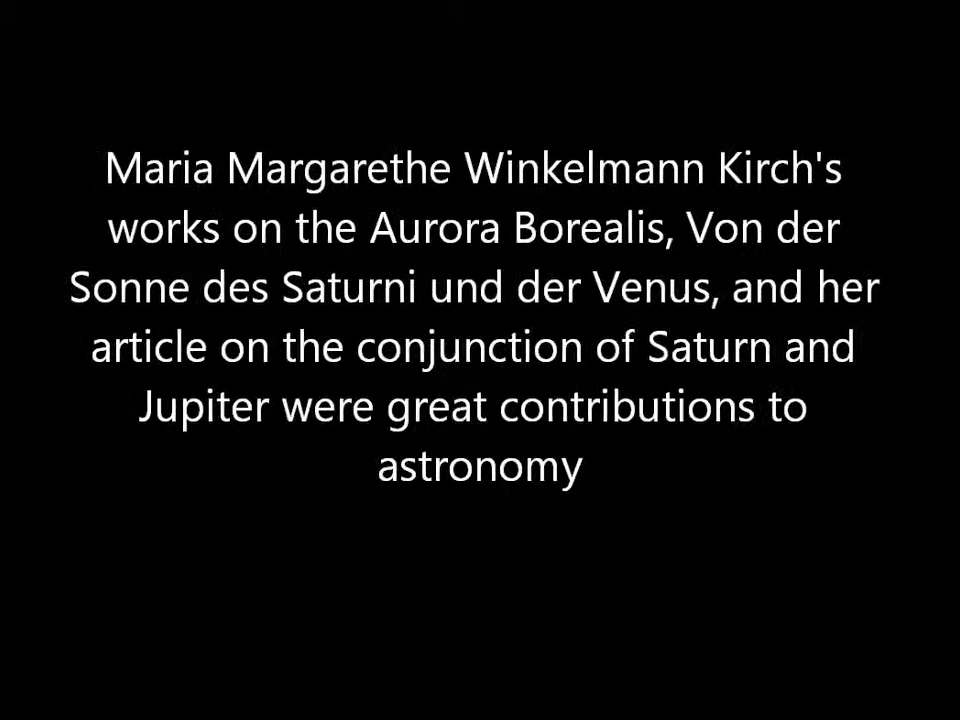 Maria Margarethe Winkelmann Kirch's
works on the Aurora Borealis, Von der
Sonne des Saturni und der Venus, and her
article on the conjunction of Saturn and
Jupiter were great contributions to
astronomy